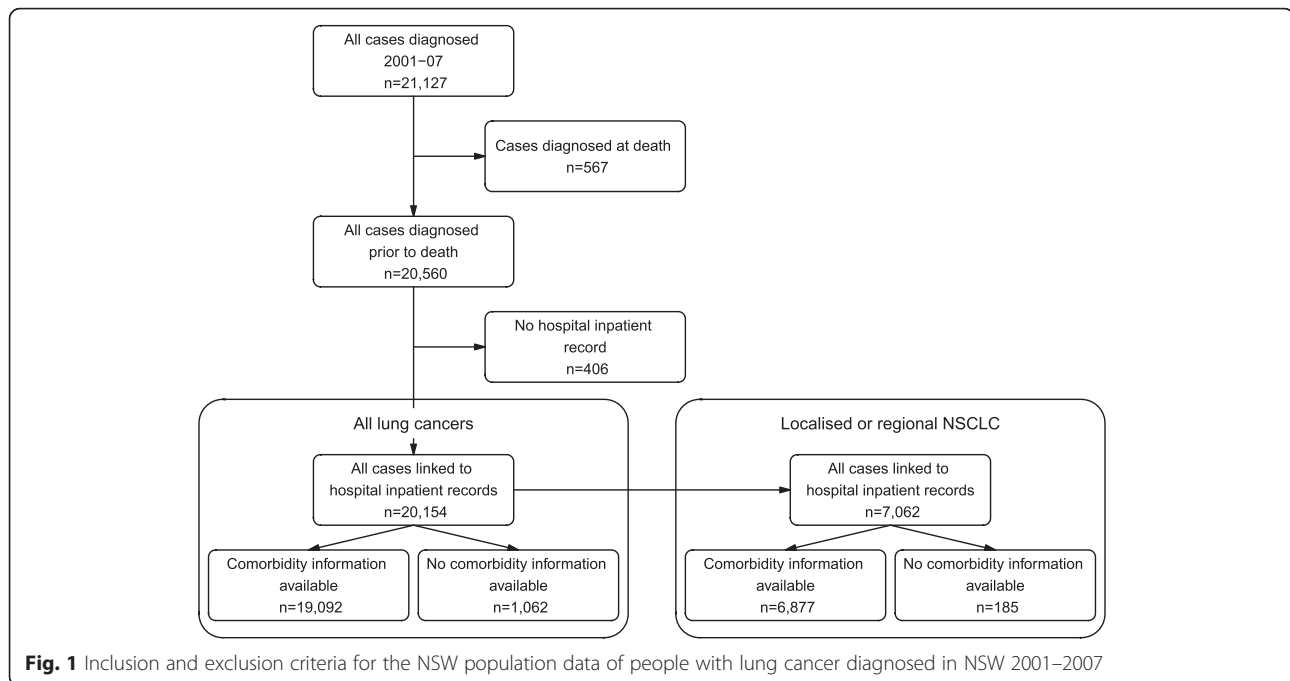 All cases diagnosed
2001−07
n=21,127
Cases diagnosed at death
n=567
All cases diagnosed
prior to death
n=20,560
No hospital inpatient
record
n=406
All lung cancers
All cases linked to
hospital inpatient records
n=20,154
Comorbidity information
available
n=19,092
No comorbidity information
available
n=1,062
Localised or regional NSCLC
All cases linked to
hospital inpatient records
n=7,062
Comorbidity information
available
n=6,877
No comorbidity information
available
n=185
Fig. 1 Inclusion and exclusion criteria for the NSW population data of people with lung cancer diagnosed in NSW 2001–2007